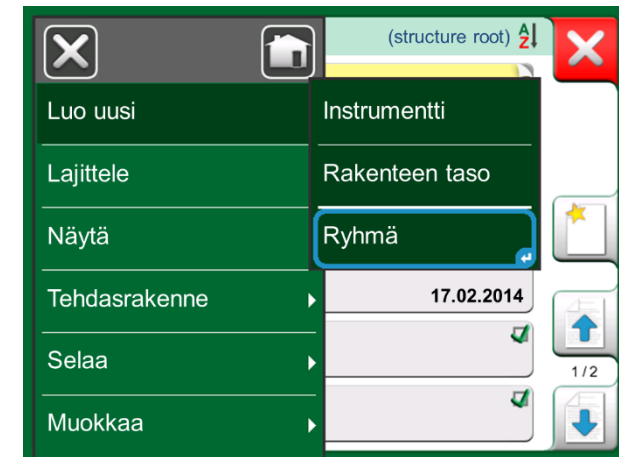 (structure root) A Z
Luo uusi
Instrumentti
Lajittele
Rakenteen taso
Näytä
Ryhmä
Tehdasrakenne
17.02.2014
Selaa
1/2
Muokkaa